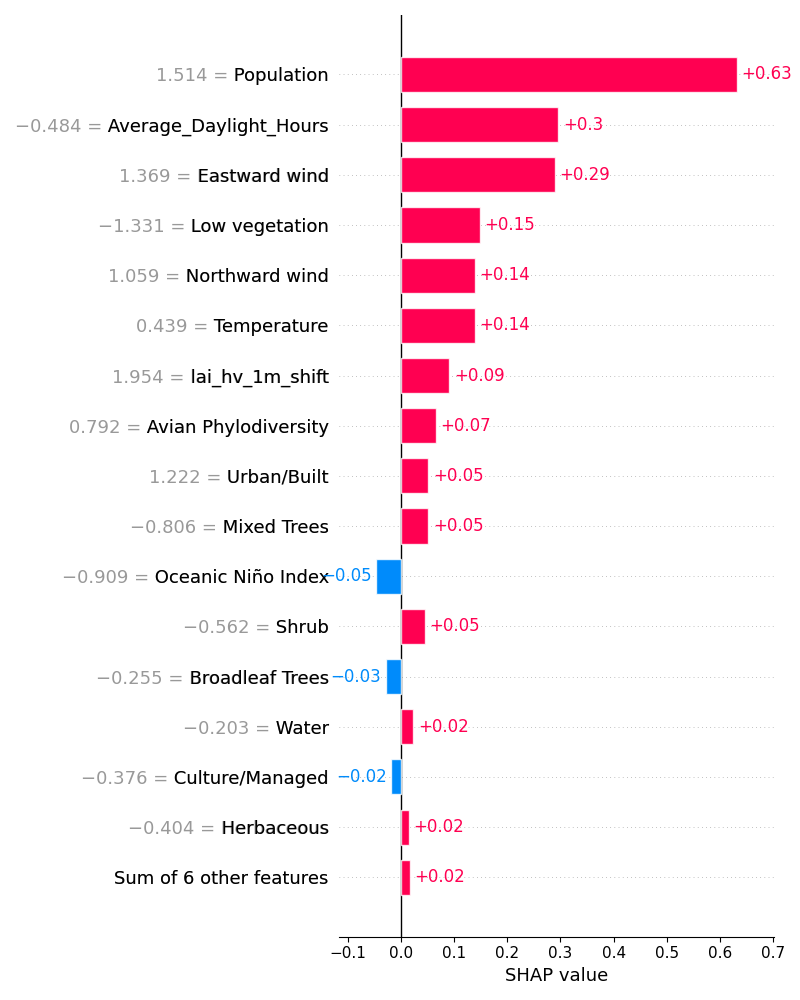 1.514 = Population +0.63
−0.484 = Average_Daylight_Hours +0.3
1.369 = Eastward wind +0.29
−1.331 = Low vegetation +0.15
1.059 = Northward wind +0.14
0.439 = Temperature +0.14
1.954 = lai_hv_1m_shift +0.09
0.792 = Avian Phylodiversity +0.07
1.222 = Urban/Built +0.05
−0.806 = Mixed Trees +0.05
−0.909 = Oceanic Niño Index −0.05
−0.562 = Shrub +0.05
−0.255 = Broadleaf Trees −0.03
−0.203 = Water +0.02
−0.376 = Culture/Managed −0.02
−0.404 = Herbaceous +0.02
Sum of 6 other features +0.02
−0.1 0.0 0.1 0.2 0.3 0.4 0.5 0.6 0.7
SHAP value